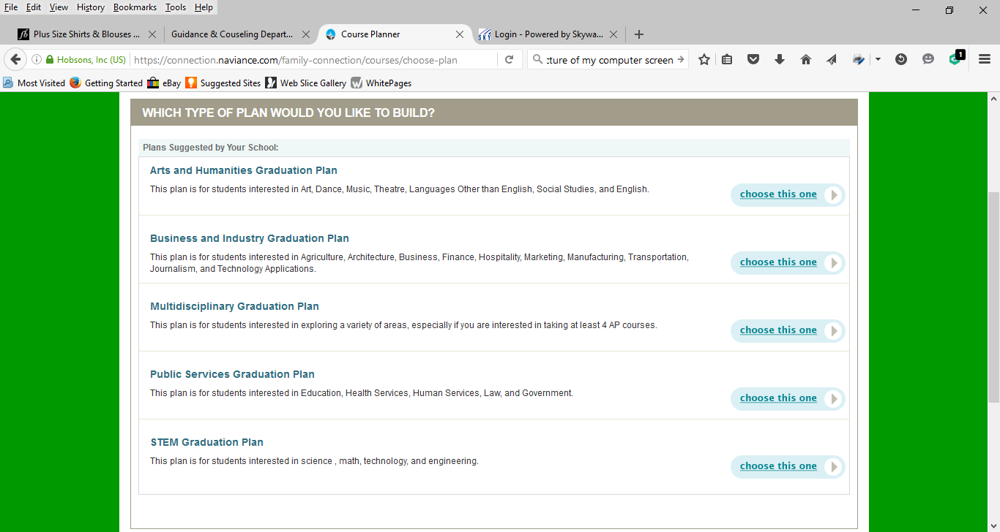 File Edit View History Bookmarks Tools Help
Plus Size Shirts & Blouses ... Guidance & Couseling Depart... Course Planner SKY Login - Powered by Skywa...
Hobsons, Inc (US) https://connection.naviance.com/family-connection/courses/choose-plan :ture of my computer screen 1
Most Visited Getting Started eBay Suggested Sites Web Slice Gallery WhitePages
WHICH TYPE OF PLAN WOULD YOU LIKE TO BUILD?
Plans Suggested by Your School:
Arts and Humanities Graduation Plan
This plan is for students interested in Art, Dance, Music, Theatre, Languages Other than English, Social Studies, and English.
choose this one
Business and Industry Graduation Plan
This plan is for students interested in Agriculture, Architecture, Business, Finance, Hospitality, Marketing, Manufacturing, Transportation,
Journalism, and Technology Applications.
choose this one
Multidisciplinary Graduation Plan
This plan is for students interested in exploring a variety of areas, especially if you are interested in taking at least 4 AP courses.
choose this one
Public Services Graduation Plan
This plan is for students interested in Education, Health Services, Human Services, Law, and Government.
choose this one
STEM Graduation Plan
This plan is for students interested in science , math, technology, and engineering.
choose this one